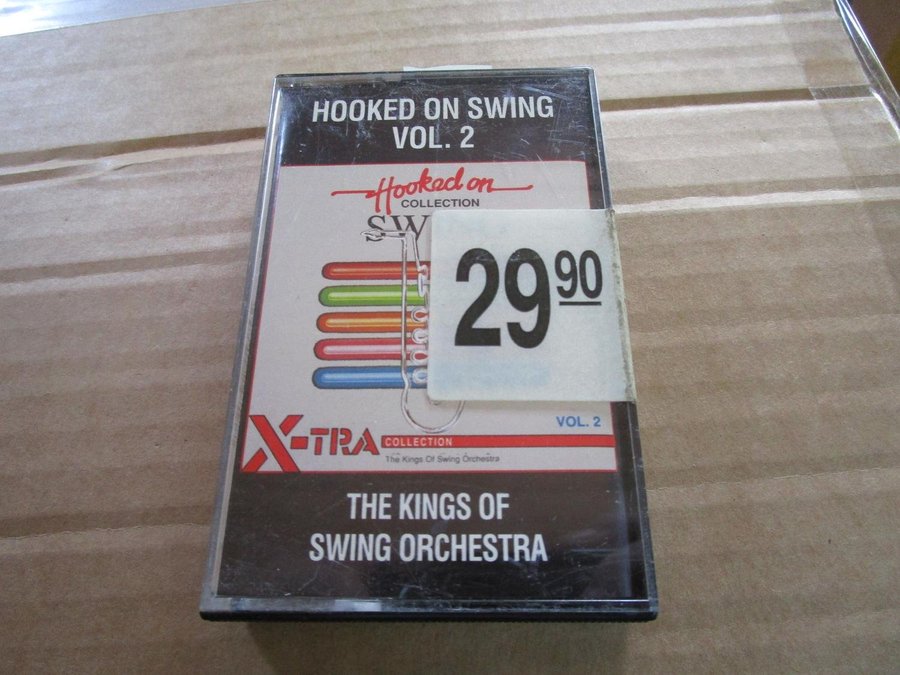 HOOKED ON SWING
VOL. 2
Hooked on
COLLECTION
29 90
VOL. 2
X-TRA COLLECTION
The Kings Of Swing Orchestra
THE KINGS OF
SWING ORCHESTRA